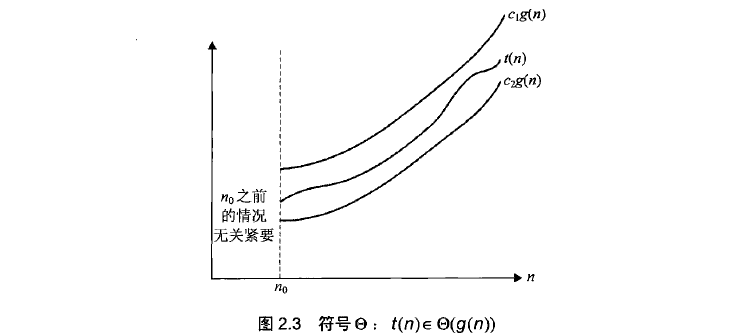 c₁g(n)
t(n)
c₂g(n)
n₀之前
的情况
无关紧要
n
n₀
图 2.3 符号Θ：t(n)∈Θ(g(n))